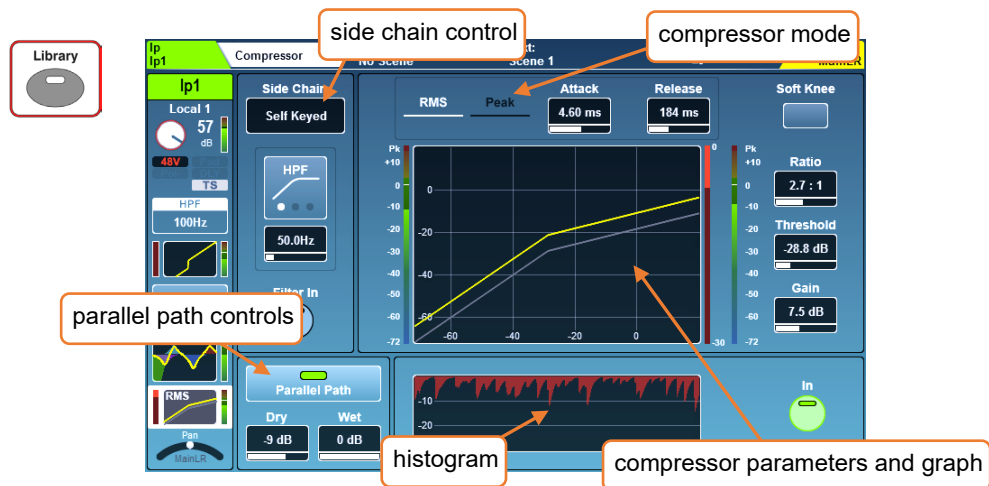 side chain control
compressor mode
Library
Ip
Ip1
Compressor
No Scene
Scene 1
MainLR
Ip1
Local 1
57
dB
48V
TS
HPF
100Hz
RMS
Pan
MainLR
Side Chain
Self Keyed
HPF
50.0Hz
Filter In
RMS
Peak
Attack
4.60 ms
Release
184 ms
Soft Knee
Pk
+10
0
-10
-20
-30
-40
-50
-60
-72
0
-20
-40
-60
-60
-40
-20
0
0
-30
Pk
+10
0
-10
-20
-30
-40
-50
-60
-72
Ratio
2.7 : 1
Threshold
-28.8 dB
Gain
7.5 dB
parallel path controls
Parallel Path
Dry
Wet
-9 dB
0 dB
-10
-20
In
histogram
compressor parameters and graph